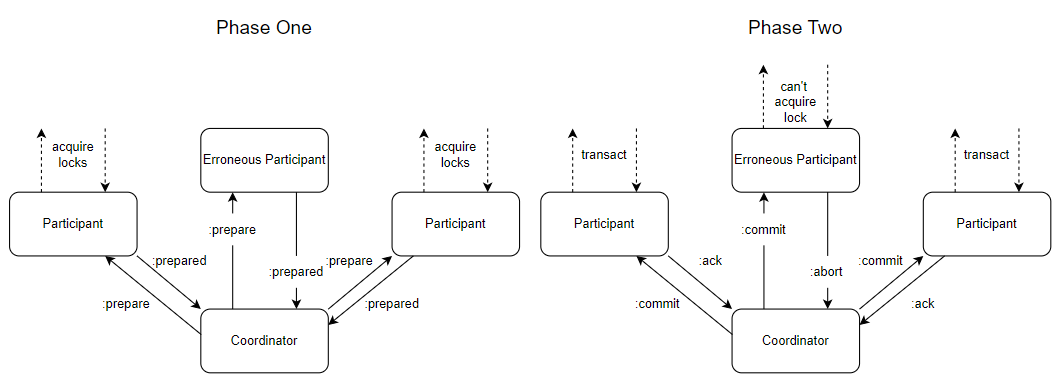 Phase One
acquire
locks
Erroneous Participant
acquire
locks
Participant
Participant
:prepare
:prepared
:prepared
:prepare
:prepare
:prepared
Coordinator
Phase Two
can't
acquire
lock
transact
Erroneous Participant
transact
Participant
Participant
:commit
:ack
:abort
:commit
:commit
:ack
Coordinator